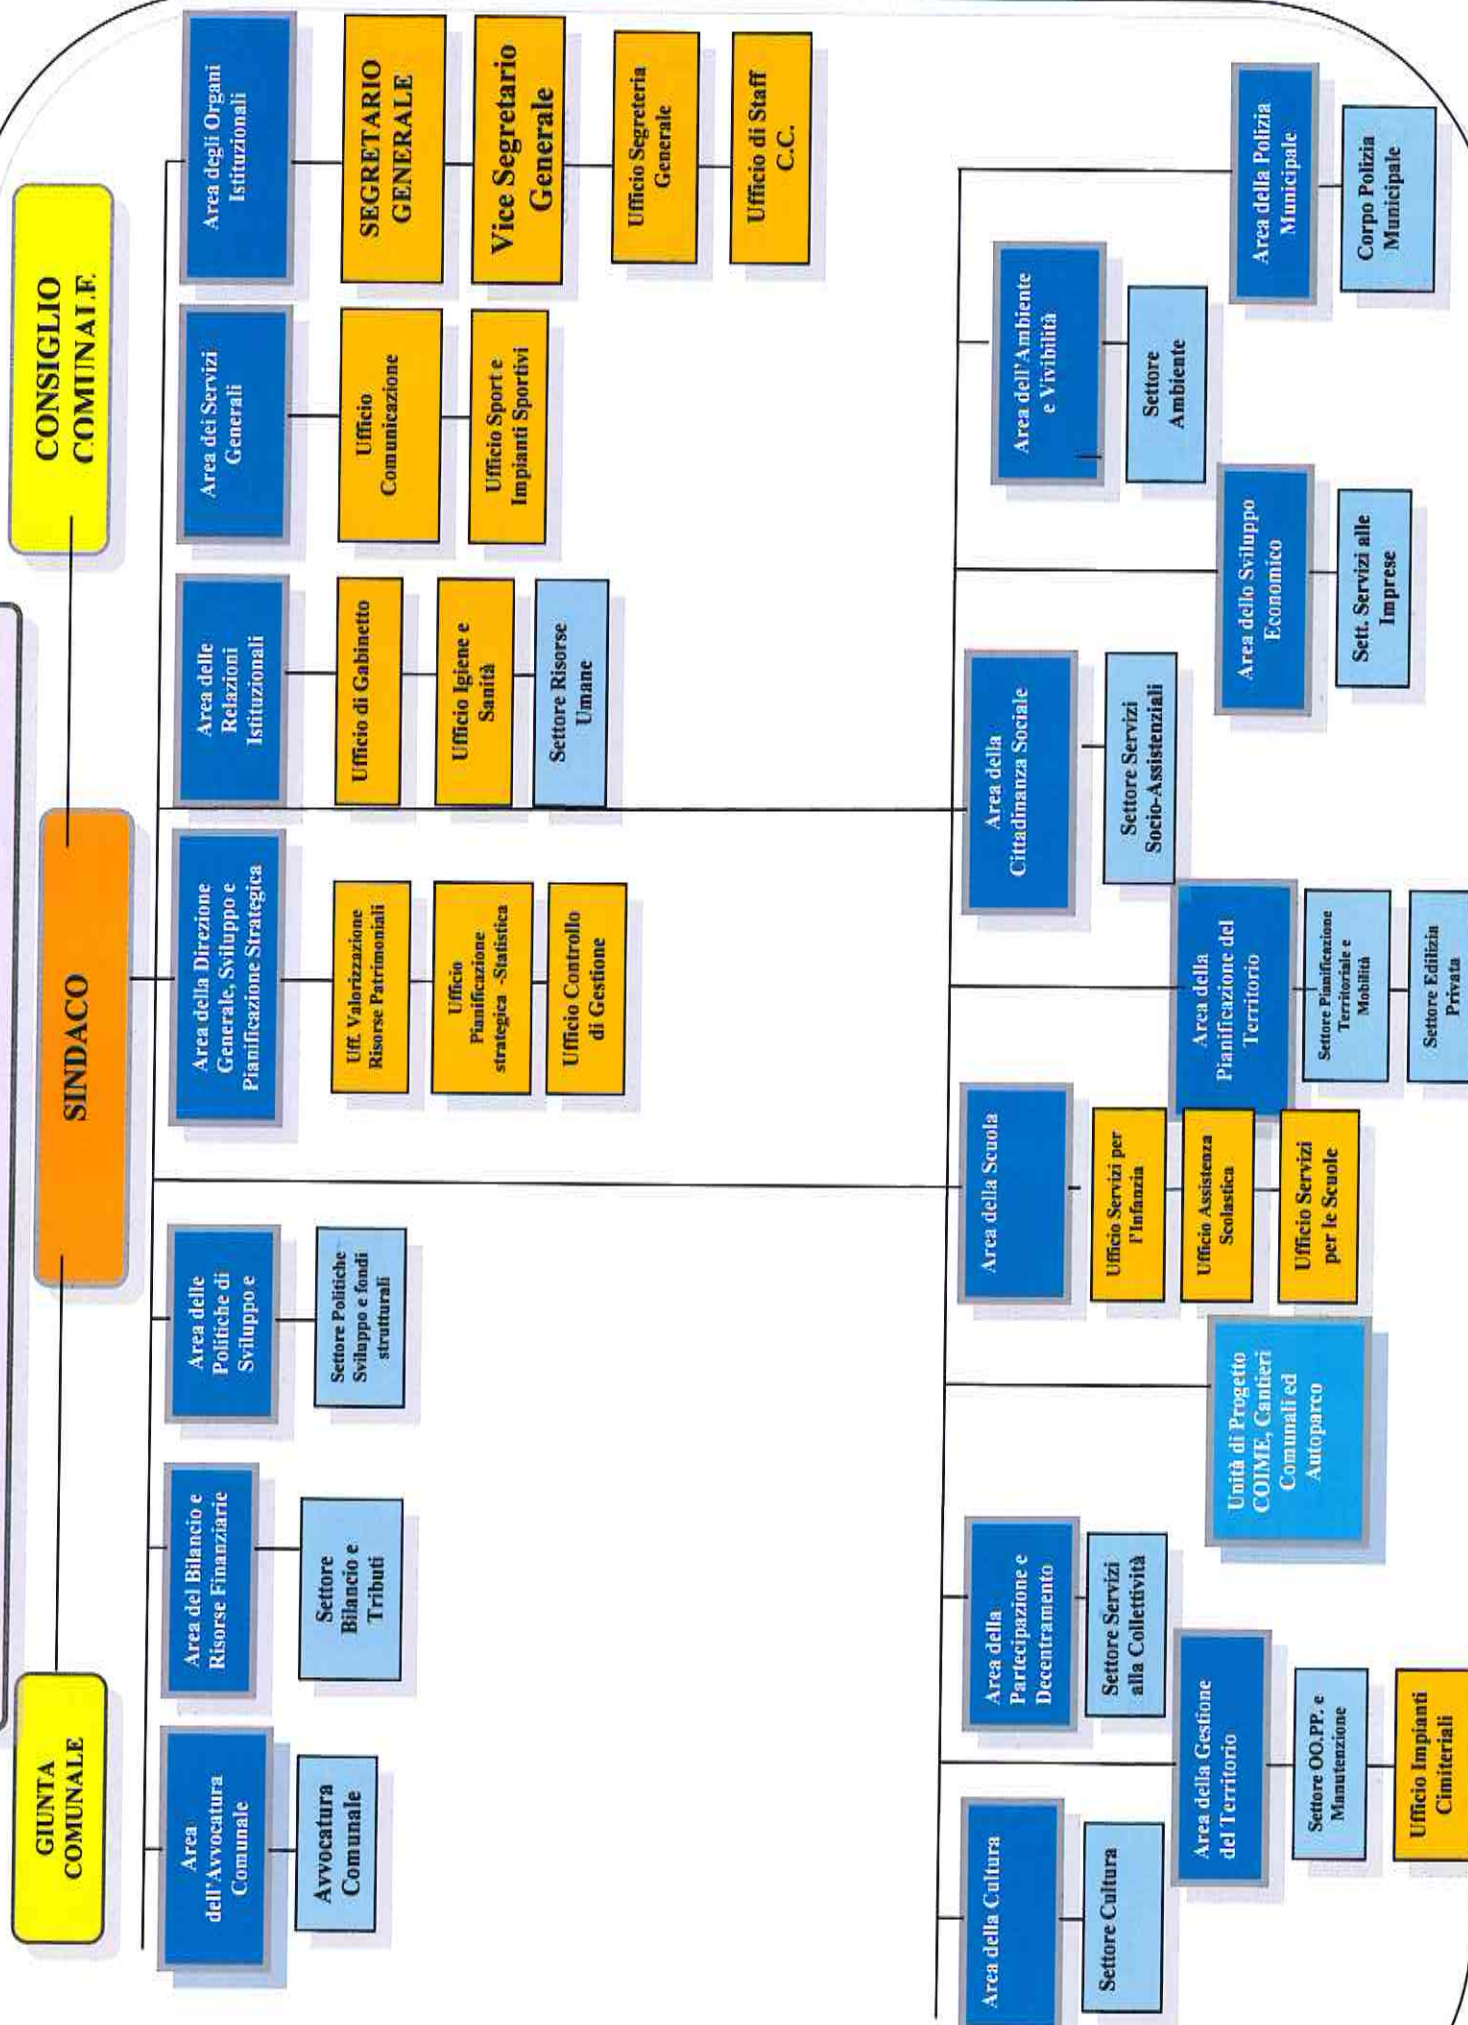 GIUNTA
COMUNALE
SINDACO
CONSIGLIO
COMUNALE
Area
dell'Avvocatura
Comunale
Avvocatura
Comunale
Area del Bilancio e
Risorse Finanziarie
Settore
Bilancio e
Tributi
Area delle
Politiche di
Sviluppo e
Settore Politiche
Sviluppo e fondi
strutturali
Area della Direzione
Generale, Sviluppo e
Pianificazione Strategica
Uff. Valorizzazione
Risorse Patrimoniali
Ufficio
Pianificazione
strategica -Statistica
Ufficio Controllo
di Gestione
Area delle
Relazioni
Istituzionali
Ufficio di Gabinetto
Ufficio Igiene e
Sanità
Settore Risorse
Umane
Area dei Servizi
Generali
Ufficio
Comunicazione
Ufficio Sport e
Impianti Sportivi
Area degli Organi
Istituzionali
SEGRETARIO
GENERALE
Vice Segretario
Generale
Ufficio Segreteria
Generale
Ufficio di Staff
C.C.
Area della Cultura
Settore Cultura
Area della Gestione
del Territorio
Settore OO.PP. e
Manutenzione
Ufficio Impianti
Cimiteriali
Area della
Partecipazione e
Decentramento
Settore Servizi
alla Collettività
Unità di Progetto
COIME, Cantieri
Comunali ed
Autoparco
Area della Scuola
Ufficio Servizi per
l'Infanzia
Ufficio Assistenza
Scolastica
Ufficio Servizi
per le Scuole
Area della
Pianificazione del
Territorio
Settore Pianificazione
Territoriale e
Mobilità
Settore Edilizia
Privata
Area della
Cittadinanza Sociale
Settore Servizi
Socio-Assistenziali
Area dello Sviluppo
Economico
Sett. Servizi alle
Imprese
Area dell'Ambiente
e Vivibilità
Settore
Ambiente
Area della Polizia
Municipale
Corpo Polizia
Municipale